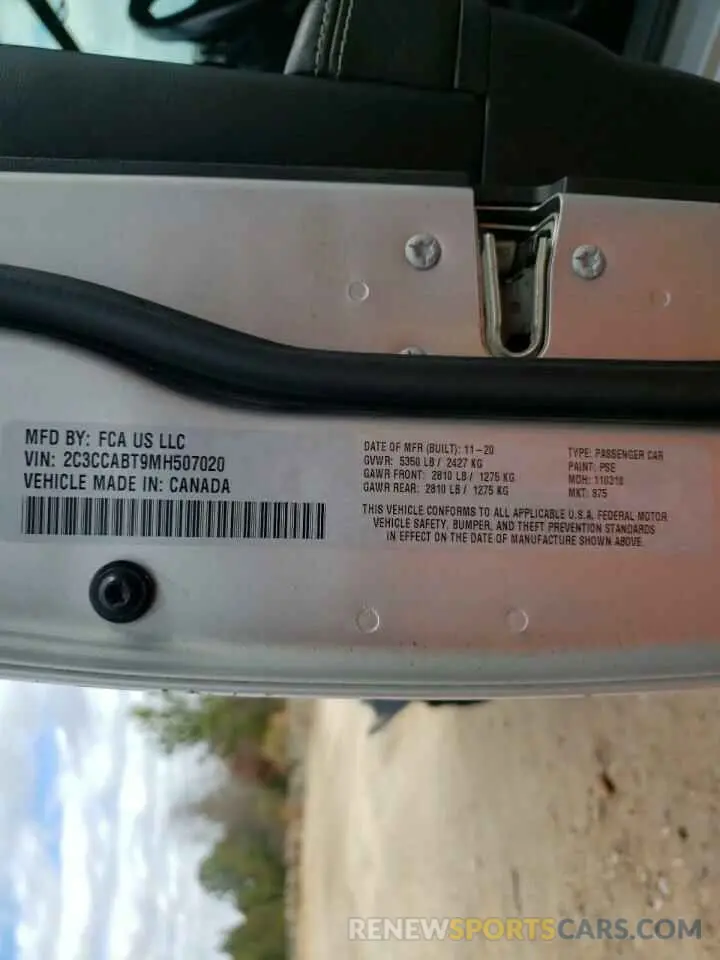 MFD BY: FCA US LLC
VIN: 2C3CCABT9MH507020
VEHICLE MADE IN: CANADA
DATE OF MFR (BUILT): 11-20
GVWR: 5350 LB / 2427 KG
GAWR FRONT: 2810 LB / 1275 KG
GAWR REAR: 2810 LB / 1275 KG
TYPE: PASSENGER CAR
PAINT: PSE
MDH: 110318
MKT: 975
THIS VEHICLE CONFORMS TO ALL APPLICABLE U.S.A. FEDERAL MOTOR
VEHICLE SAFETY, BUMPER, AND THEFT PREVENTION STANDARDS
IN EFFECT ON THE DATE OF MANUFACTURE SHOWN ABOVE.
RENEWSPORTSCARS.COM